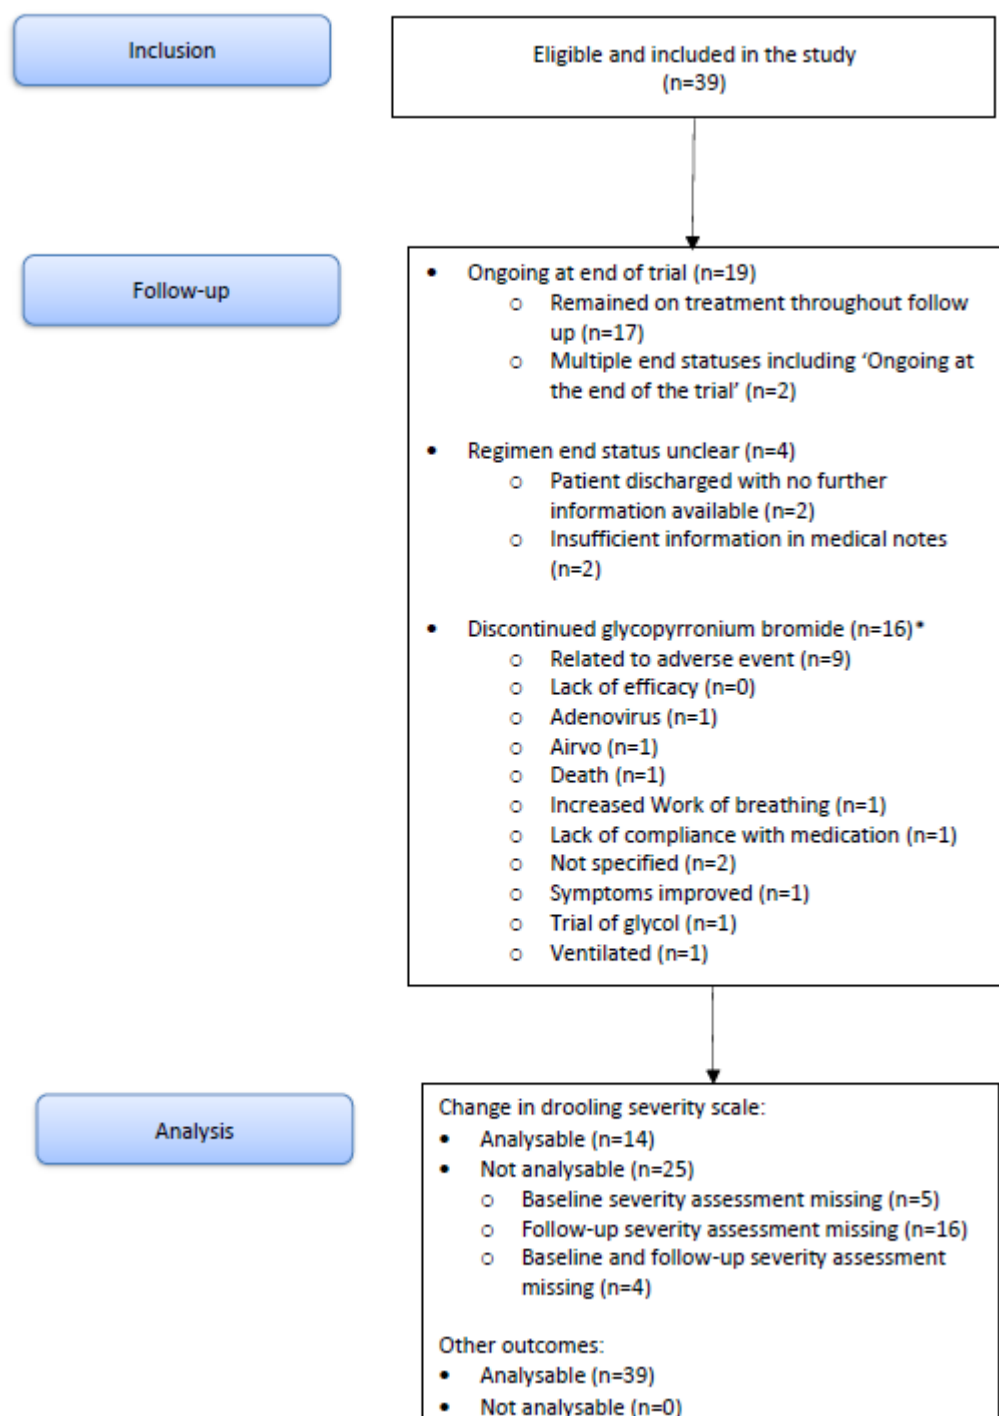 Inclusion
Eligible and included in the study
(n=39)
Follow-up
• Ongoing at end of trial (n=19)
o Remained on treatment throughout follow
up (n=17)
o Multiple end statuses including ‘Ongoing at
the end of the trial’ (n=2)
• Regimen end status unclear (n=4)
o Patient discharged with no further
information available (n=2)
o Insufficient information in medical notes
(n=2)
• Discontinued glycopyrronium bromide (n=16)*
o Related to adverse event (n=9)
o Lack of efficacy (n=0)
o Adenovirus (n=1)
o Airvo (n=1)
o Death (n=1)
o Increased Work of breathing (n=1)
o Lack of compliance with medication (n=1)
o Not specified (n=2)
o Symptoms improved (n=1)
o Trial of glycol (n=1)
o Ventilated (n=1)
Analysis
Change in drooling severity scale:
• Analysable (n=14)
• Not analysable (n=25)
o Baseline severity assessment missing (n=5)
o Follow-up severity assessment missing (n=16)
o Baseline and follow-up severity assessment
missing (n=4)
Other outcomes:
• Analysable (n=39)
• Not analysable (n=0)